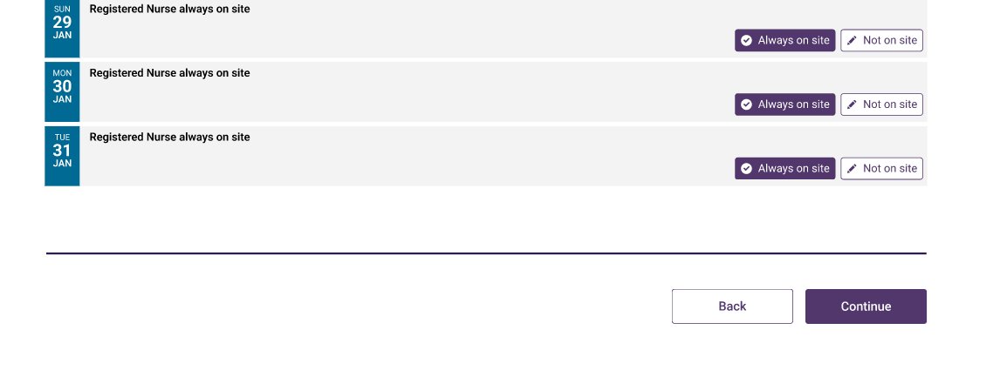 SUN
29
JAN
Registered Nurse always on site
Always on site
Not on site
MON
30
JAN
Registered Nurse always on site
Always on site
Not on site
TUE
31
JAN
Registered Nurse always on site
Always on site
Not on site
Back
Continue